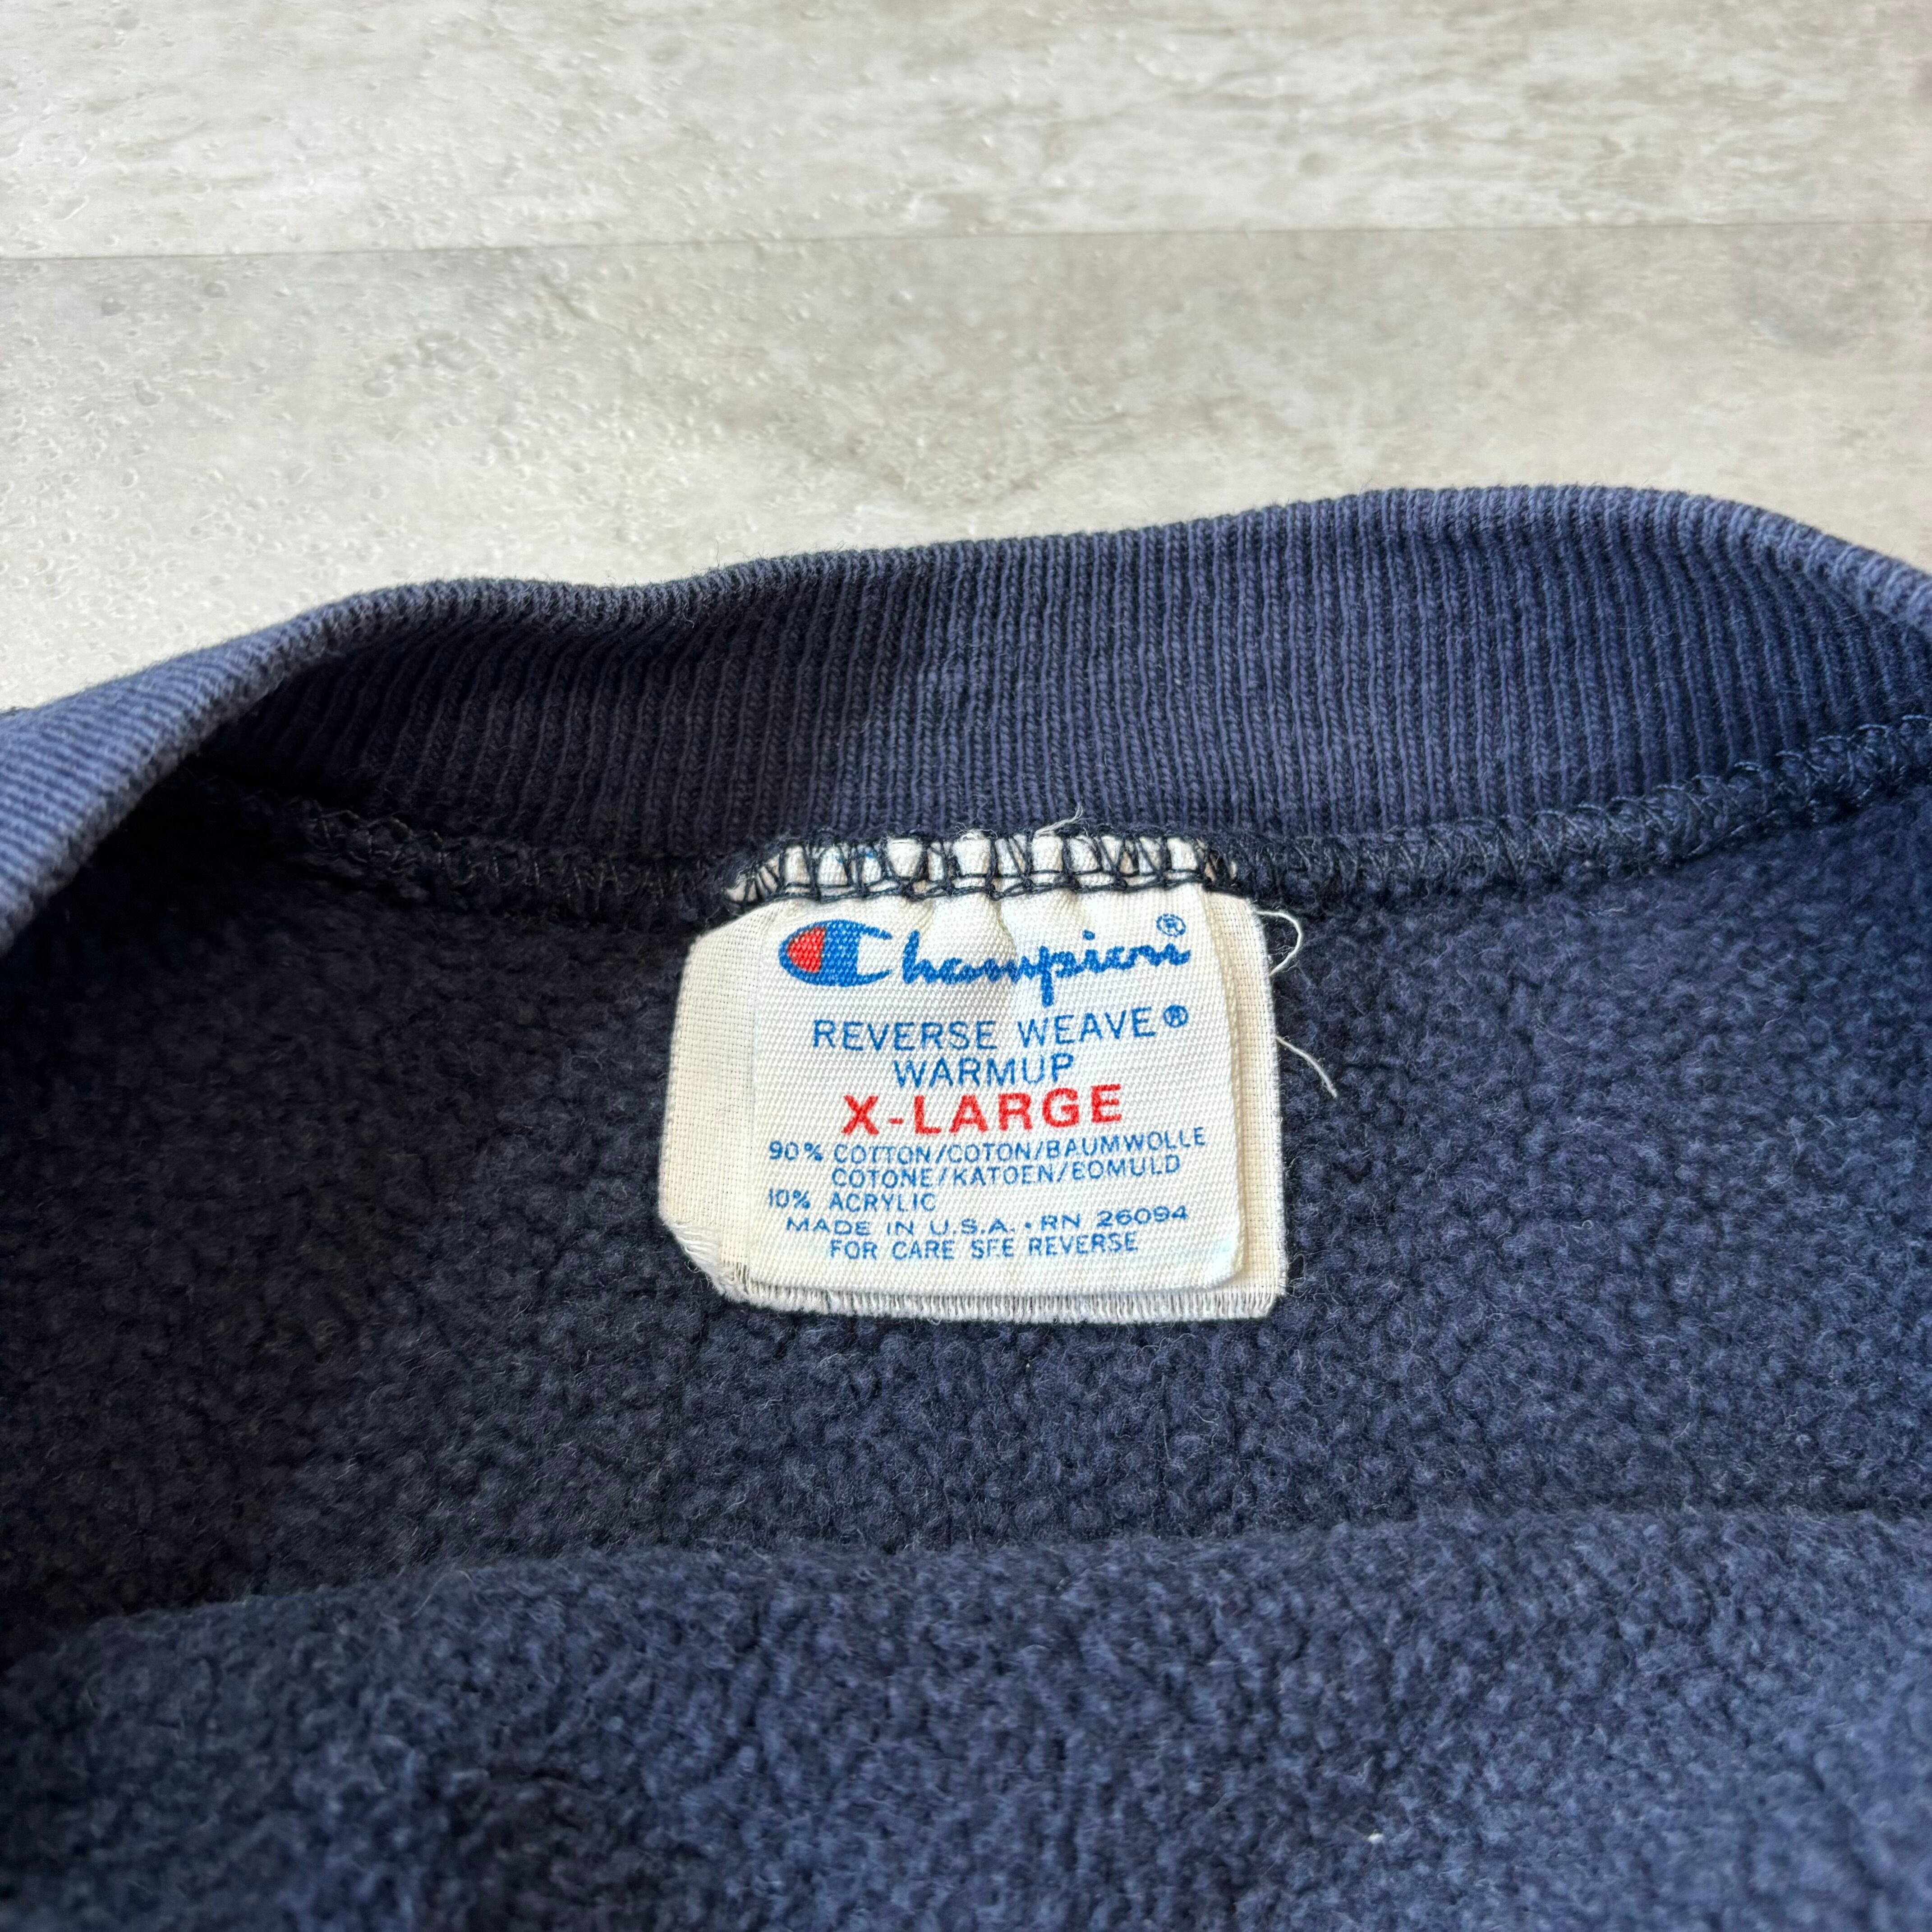 Champion®
REVERSE WEAVE®
WARMUP
X-LARGE
90% COTTON/COTON/BAUMWOLLE
COTONE/KATOEN/BOMULD
10% ACRYLIC
MADE IN U.S.A. • RN 26094
FOR CARE SEE REVERSE